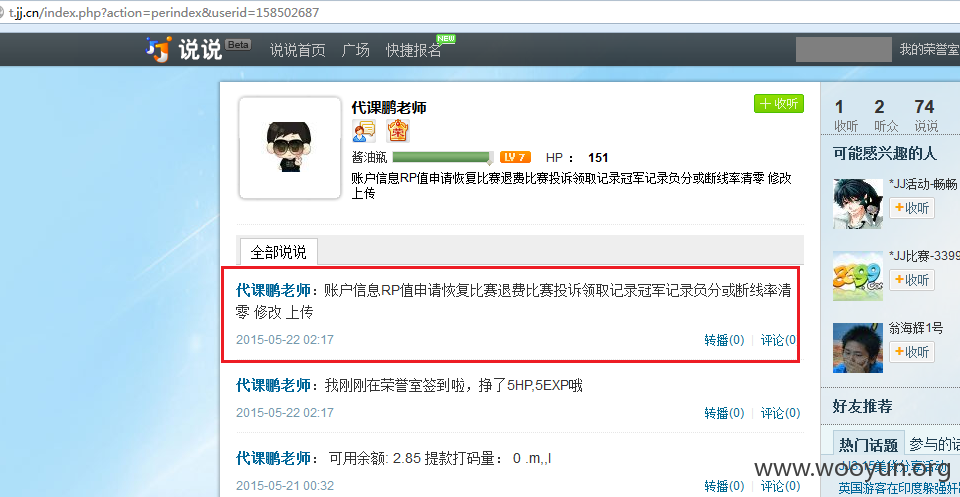 t.jj.cn/index.php?action=perindex&userid=158502687
说说 Beta 说说首页 广场 快捷报名 NEW 我的荣誉室
代课鹏老师
+ 收听
荣
酱油瓶 LV 7 HP ： 151
账户信息RP值申请恢复比赛退费比赛投诉领取记录冠军记录负分或断线率清零 修改
上传
全部说说
代课鹏老师：账户信息RP值申请恢复比赛退费比赛投诉领取记录冠军记录负分或断线率清
零 修改 上传
2015-05-22 02:17 转播(0) 评论(0
代课鹏老师：我刚刚在荣誉室签到啦，挣了5HP,5EXP哦
2015-05-22 02:17 转播(0) 评论(0)
代课鹏老师： 可用余额: 2.85 提款打码量： 0 .m,,l
2015-05-21 00:32 转播(0) 评论(0)
1 2 74
收听 听众 说说
可能感兴趣的人
*JJ活动-畅畅
+收听
*JJ比赛-3399
+收听
翁海辉1号
+收听
好友推荐
热门话题 参与的话
英国游客在印度躲强奸
www.wooyun.org